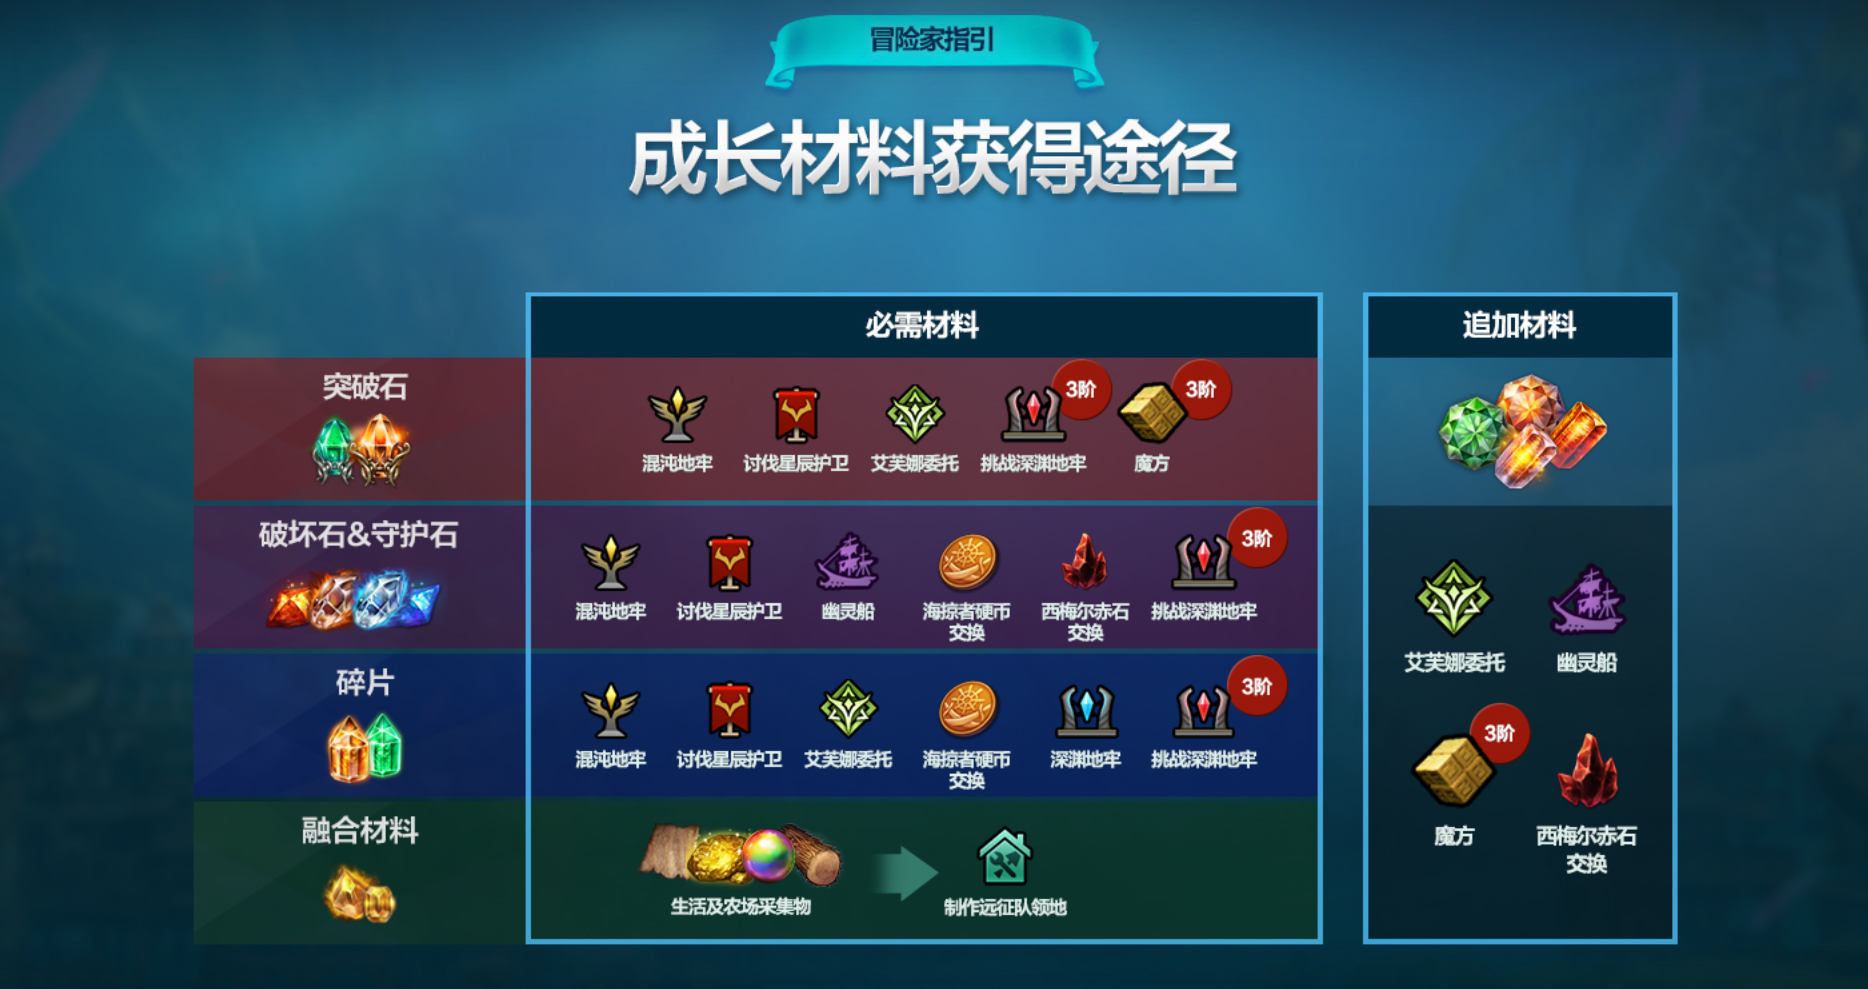 冒险家指引
成长材料获得途径
必需材料
追加材料
突破石
3阶
3阶
混沌地牢
讨伐星辰护卫
艾芙娜委托
挑战深渊地牢
魔方
破坏石&守护石
3阶
混沌地牢
讨伐星辰护卫
幽灵船
海掠者硬币
交换
西梅尔赤石
交换
挑战深渊地牢
碎片
3阶
混沌地牢
讨伐星辰护卫
艾芙娜委托
海掠者硬币
交换
深渊地牢
挑战深渊地牢
融合材料
生活及农场采集物
制作远征队领地
艾芙娜委托
幽灵船
3阶
魔方
西梅尔赤石
交换